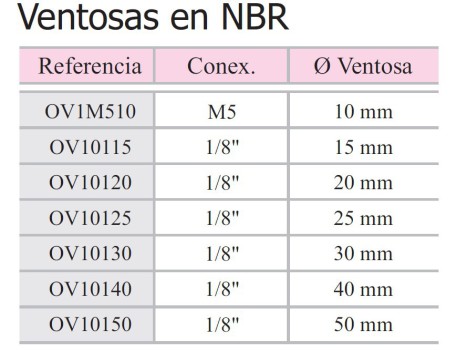 Ventosas en NBR
Referencia Conex. Ø Ventosa
OV1M510 M5 10 mm
OV10115 1/8" 15 mm
OV10120 1/8" 20 mm
OV10125 1/8" 25 mm
OV10130 1/8" 30 mm
OV10140 1/8" 40 mm
OV10150 1/8" 50 mm